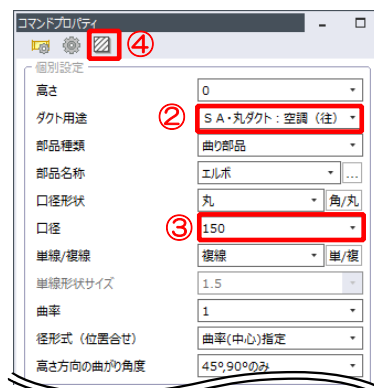 コマンドプロパティ
④
個別設定
高さ 0
ダクト用途 ② ＳＡ・丸ダクト：空調（注）
部品種類 曲り部品
部品名称 エルボ ...
口径形状 丸 角/丸
口径 ③ 150
単線/複線 複線 単/複
単線形状サイズ 1.5
曲率 1
径形式（位置合せ） 曲率(中心)指定
高さ方向の曲がり角度 45°,90°のみ